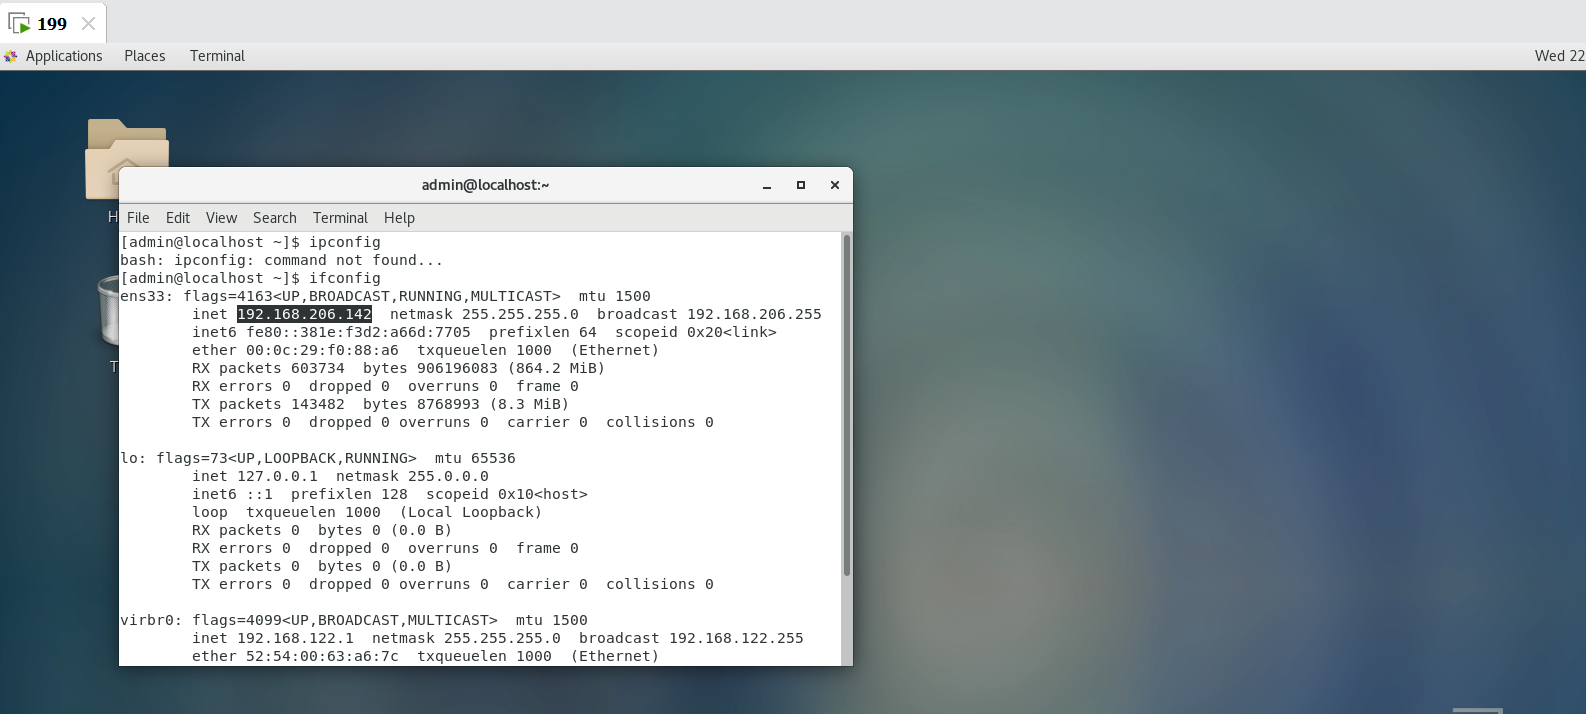 199
Applications Places Terminal Wed 22
H
T
admin@localhost:~
File Edit View Search Terminal Help
[admin@localhost ~]$ ipconfig
bash: ipconfig: command not found...
[admin@localhost ~]$ ifconfig
ens33: flags=4163<UP,BROADCAST,RUNNING,MULTICAST>  mtu 1500
        inet 192.168.206.142  netmask 255.255.255.0  broadcast 192.168.206.255
        inet6 fe80::381e:f3d2:a66d:7705  prefixlen 64  scopeid 0x20<link>
        ether 00:0c:29:f0:88:a6  txqueuelen 1000  (Ethernet)
        RX packets 603734  bytes 906196083 (864.2 MiB)
        RX errors 0  dropped 0  overruns 0  frame 0
        TX packets 143482  bytes 8768993 (8.3 MiB)
        TX errors 0  dropped 0 overruns 0  carrier 0  collisions 0
lo: flags=73<UP,LOOPBACK,RUNNING>  mtu 65536
        inet 127.0.0.1  netmask 255.0.0.0
        inet6 ::1  prefixlen 128  scopeid 0x10<host>
        loop  txqueuelen 1000  (Local Loopback)
        RX packets 0  bytes 0 (0.0 B)
        RX errors 0  dropped 0  overruns 0  frame 0
        TX packets 0  bytes 0 (0.0 B)
        TX errors 0  dropped 0 overruns 0  carrier 0  collisions 0
virbr0: flags=4099<UP,BROADCAST,MULTICAST>  mtu 1500
        inet 192.168.122.1  netmask 255.255.255.0  broadcast 192.168.122.255
        ether 52:54:00:63:a6:7c  txqueuelen 1000  (Ethernet)